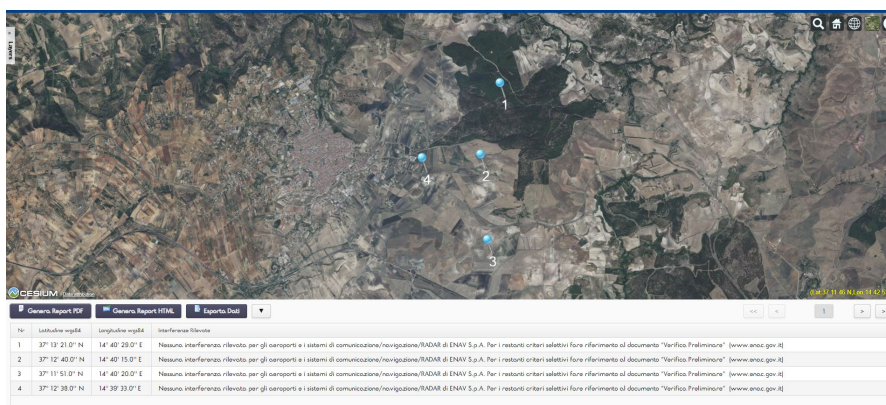 Layers
1
4
2
3
CESIUM Data attribution
(Lat:37 11 46 N,Lon:14 42 5
Genera Report PDF Genera Report HTML Esporta Dati ▼ << < 1 > >
Nr Latitudine wgs84 Longitudine wgs84 Interferenze Rilevate
1 37° 13' 21.0'' N 14° 40' 28.0'' E Nessuna interferenza rilevata per gli aeroporti e i sistemi di comunicazione/navigazione/RADAR di ENAV S.p.A. Per i restanti criteri selettivi fare riferimento al documento "Verifica Preliminare" (www.enac.gov.it)
2 37° 12' 40.0'' N 14° 40' 15.0'' E Nessuna interferenza rilevata per gli aeroporti e i sistemi di comunicazione/navigazione/RADAR di ENAV S.p.A. Per i restanti criteri selettivi fare riferimento al documento "Verifica Preliminare" (www.enac.gov.it)
3 37° 11' 51.0'' N 14° 40' 20.0'' E Nessuna interferenza rilevata per gli aeroporti e i sistemi di comunicazione/navigazione/RADAR di ENAV S.p.A. Per i restanti criteri selettivi fare riferimento al documento "Verifica Preliminare" (www.enac.gov.it)
4 37° 12' 38.0'' N 14° 39' 33.0'' E Nessuna interferenza rilevata per gli aeroporti e i sistemi di comunicazione/navigazione/RADAR di ENAV S.p.A. Per i restanti criteri selettivi fare riferimento al documento "Verifica Preliminare" (www.enac.gov.it)